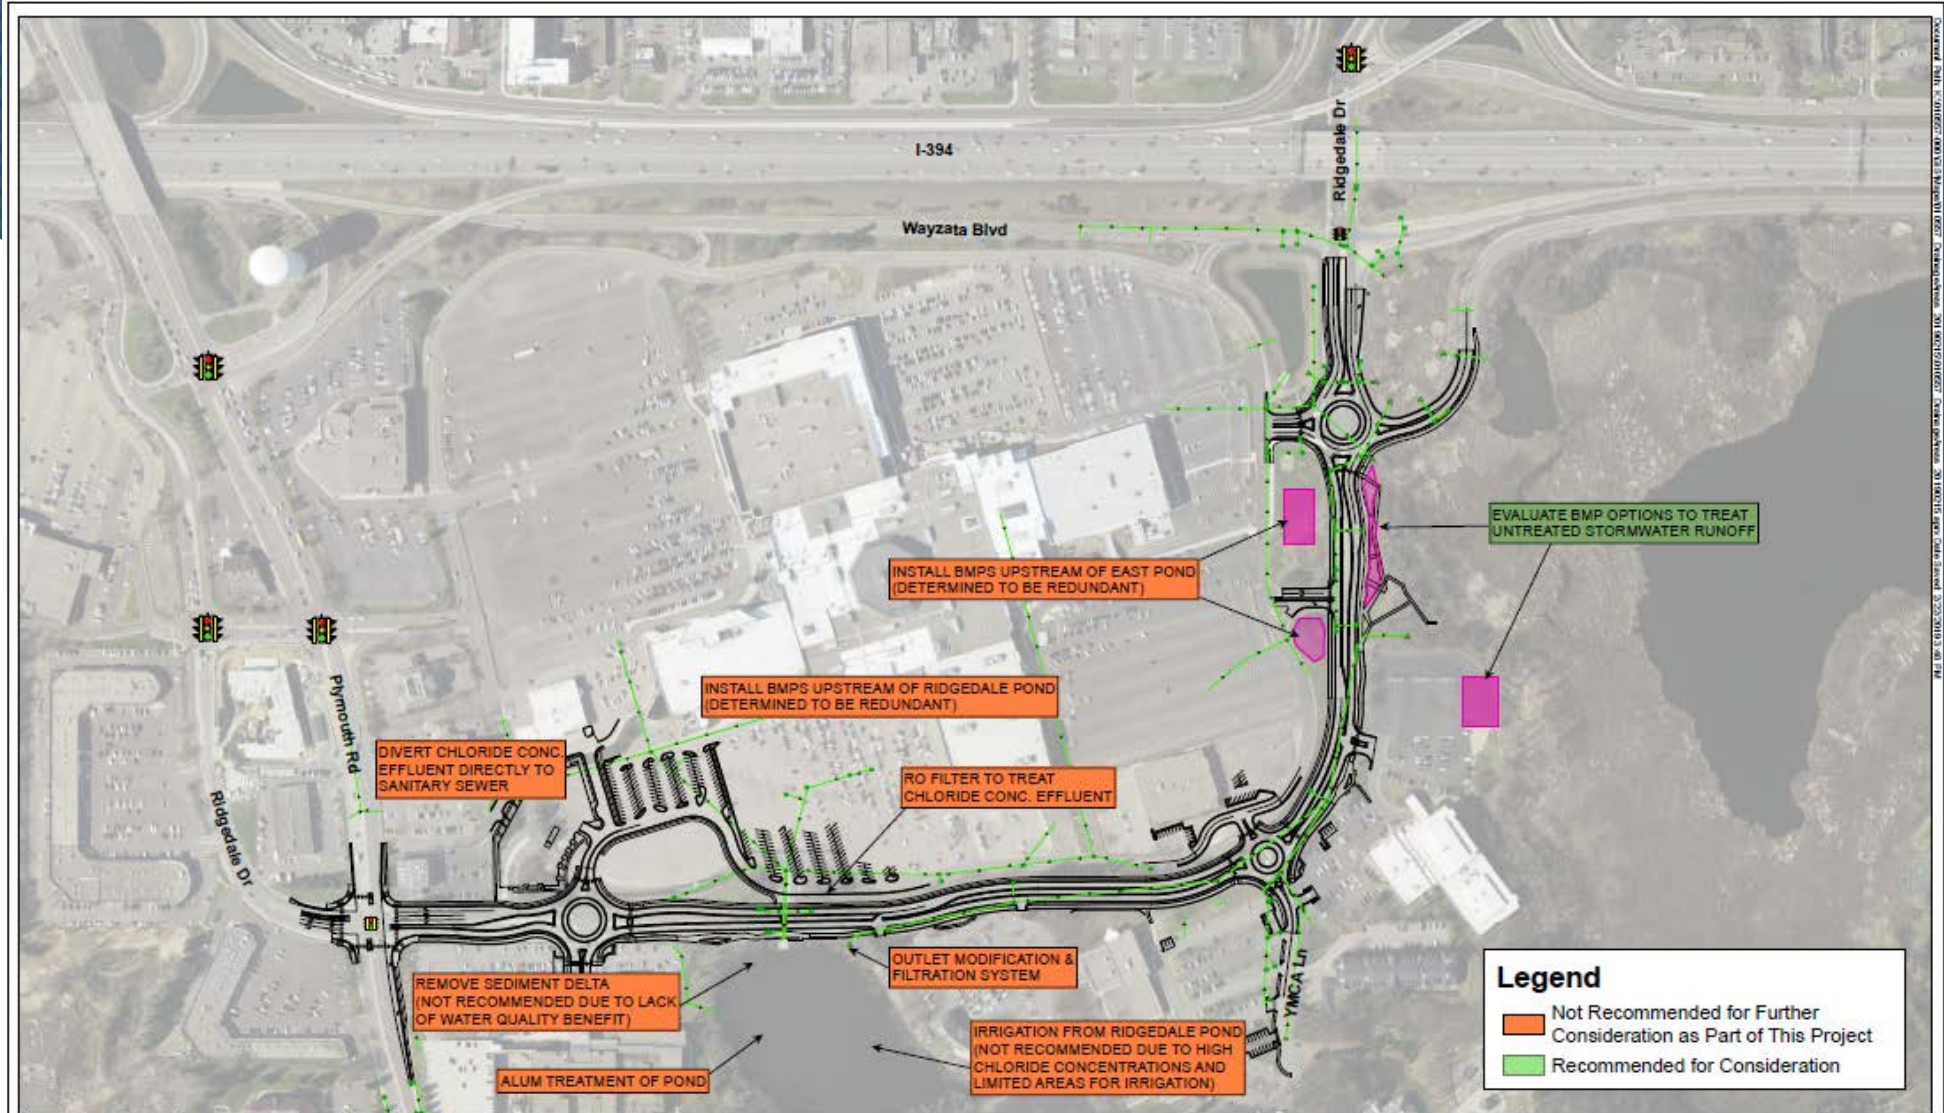 I-394
Ridgedale Dr
Wayzata Blvd
EVALUATE BMP OPTIONS TO TREAT
UNTREATED STORMWATER RUNOFF
INSTALL BMPS UPSTREAM OF EAST POND
(DETERMINED TO BE REDUNDANT)
INSTALL BMPS UPSTREAM OF RIDGEDALE POND
(DETERMINED TO BE REDUNDANT)
Plymouth Rd
DIVERT CHLORIDE CONC.
EFFLUENT DIRECTLY TO
SANITARY SEWER
RO FILTER TO TREAT
CHLORIDE CONC. EFFLUENT
Ridgedale Dr
OUTLET MODIFICATION &
FILTRATION SYSTEM
REMOVE SEDIMENT DELTA
(NOT RECOMMENDED DUE TO LACK
OF WATER QUALITY BENEFIT)
YMCA Ln
IRRIGATION FROM RIDGEDALE POND
(NOT RECOMMENDED DUE TO HIGH
CHLORIDE CONCENTRATIONS AND
LIMITED AREAS FOR IRRIGATION)
ALUM TREATMENT OF POND
Legend
Not Recommended for Further
Consideration as Part of This Project
Recommended for Consideration